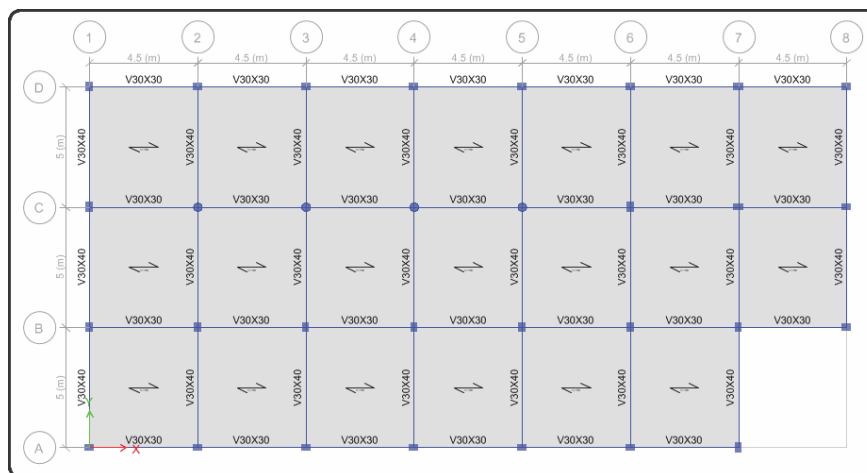 1 2 3 4 5 6 7 8
4.5 (m) 4.5 (m) 4.5 (m) 4.5 (m) 4.5 (m) 4.5 (m) 4.5 (m)
V30X30 V30X30 V30X30 V30X30 V30X30 V30X30 V30X30
D
5 (m) V30X40 V30X40 V30X40 V30X40 V30X40 V30X40 V30X40 V30X40
V30X30 V30X30 V30X30 V30X30 V30X30 V30X30 V30X30
C
5 (m) V30X40 V30X40 V30X40 V30X40 V30X40 V30X40 V30X40 V30X40
V30X30 V30X30 V30X30 V30X30 V30X30 V30X30 V30X30
B
5 (m) V30X40 V30X40 V30X40 V30X40 V30X40 V30X40 V30X40
Y
V30X30 V30X30 V30X30 V30X30 V30X30 V30X30
A
X